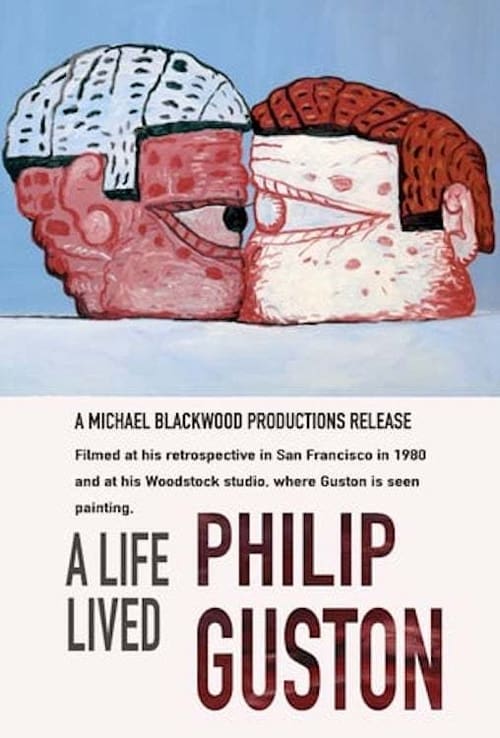 A MICHAEL BLACKWOOD PRODUCTIONS RELEASE
Filmed at his retrospective in San Francisco in 1980
and at his Woodstock studio, where Guston is seen
painting.
A LIFE
LIVED
PHILIP
GUSTON